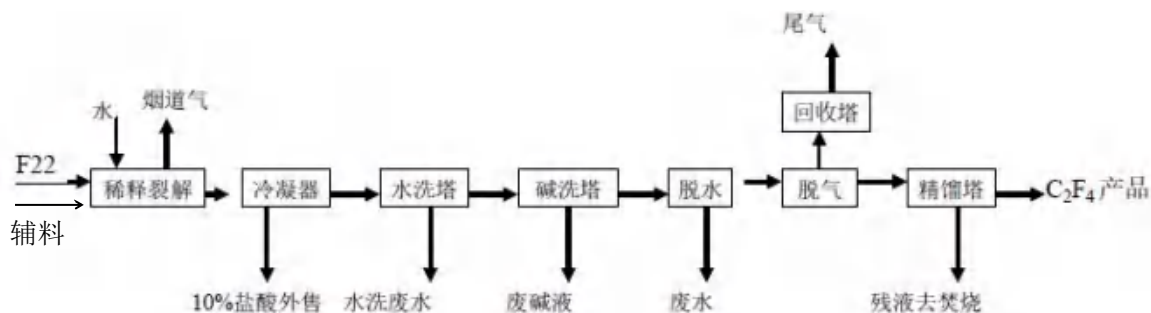 尾气
水
烟道气
回收塔
F22
稀释裂解
冷凝器
水洗塔
碱洗塔
脱水
脱气
精馏塔
C₂F₄产品
辅料
10%盐酸外售
水洗废水
废碱液
废水
残液去焚烧